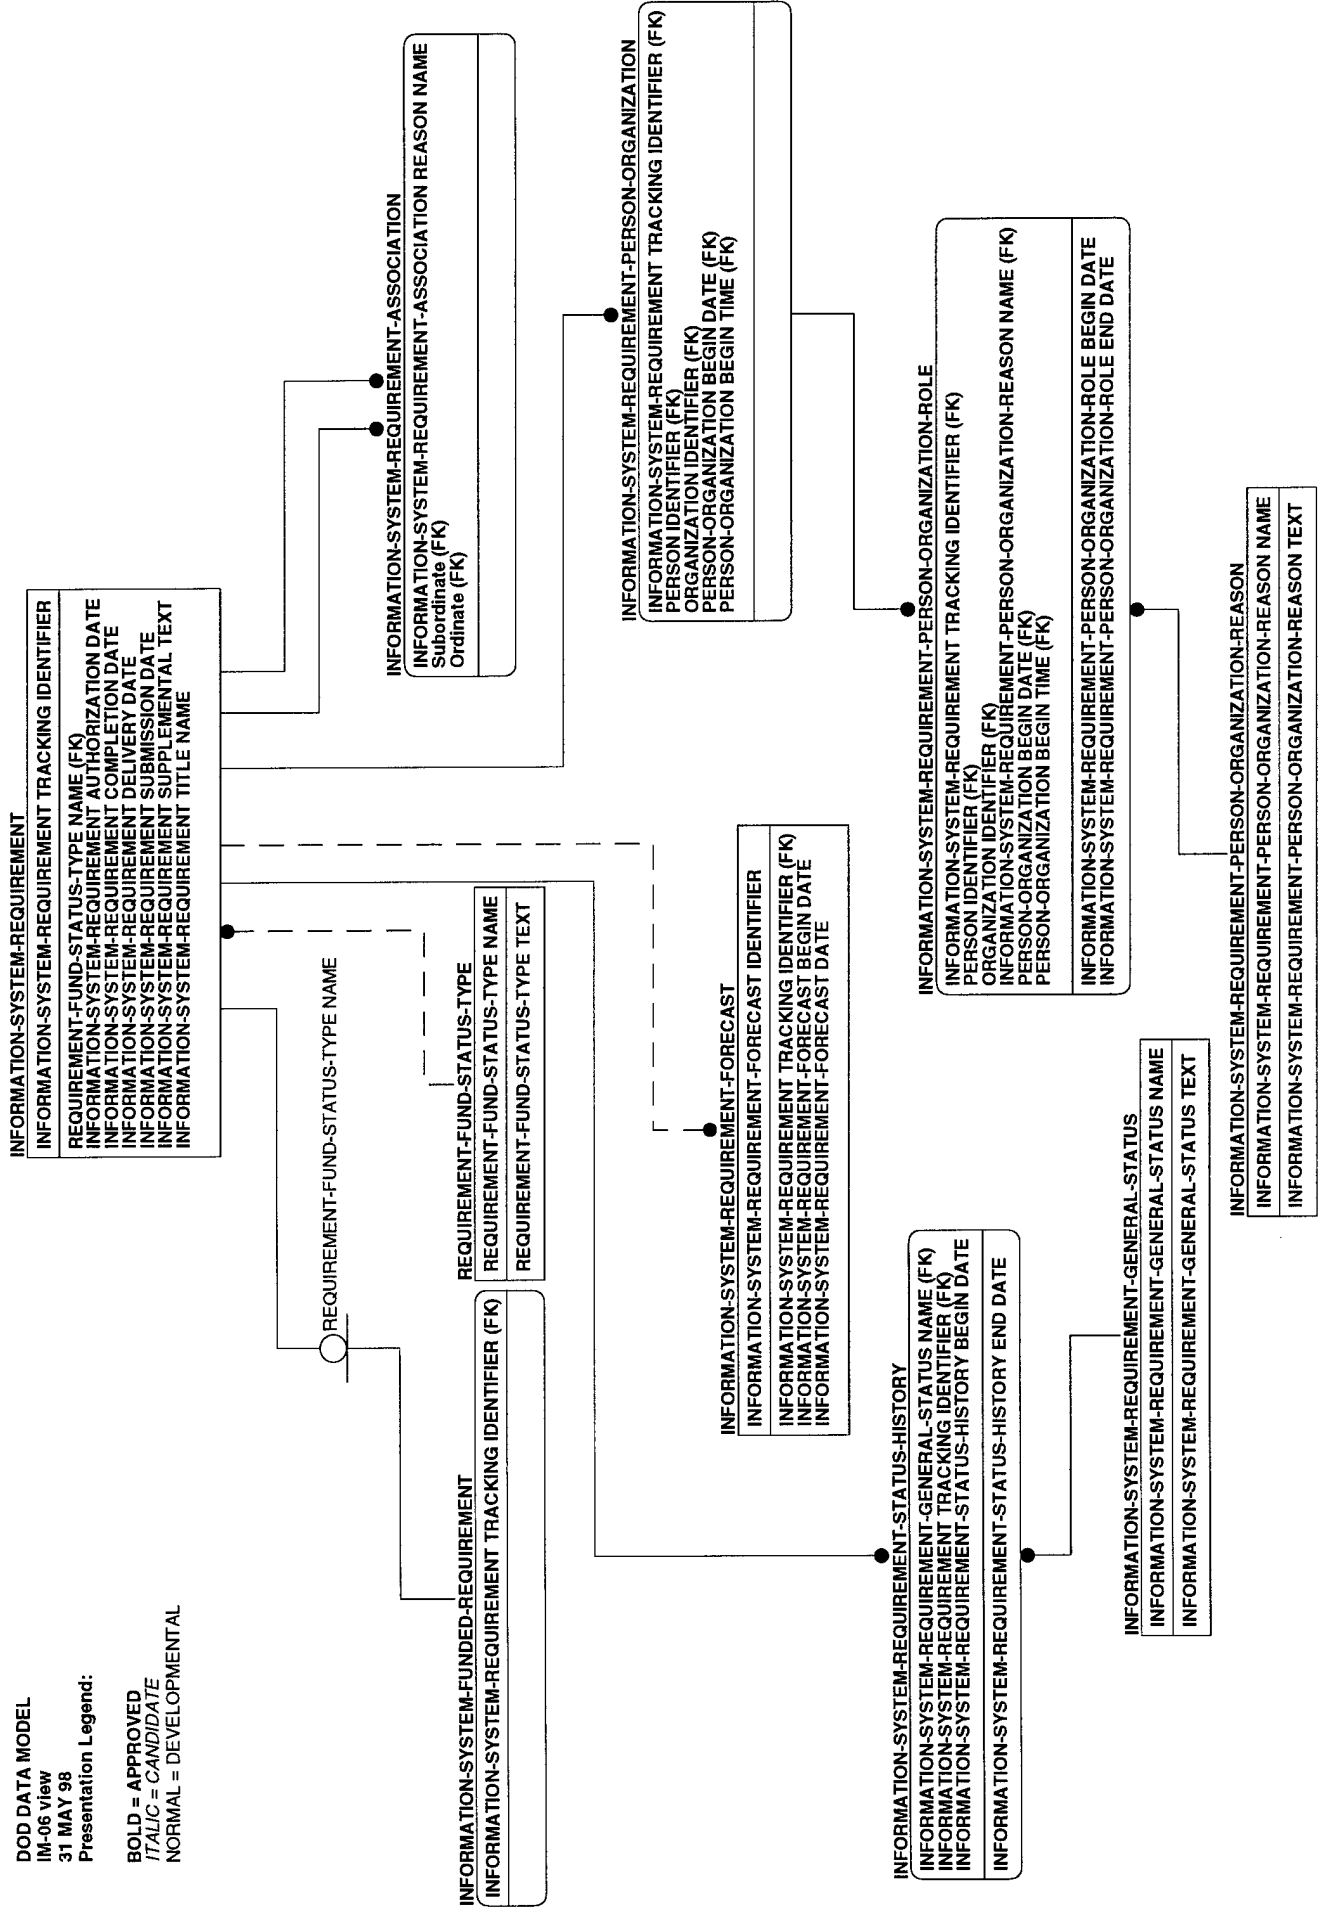 DOD DATA MODEL
IM-06 view
31 MAY 98
Presentation Legend:
BOLD = APPROVED
ITALIC = CANDIDATE
NORMAL = DEVELOPMENTAL
INFORMATION-SYSTEM-REQUIREMENT
INFORMATION-SYSTEM-REQUIREMENT TRACKING IDENTIFIER
REQUIREMENT-FUND-STATUS-TYPE NAME (FK)
INFORMATION-SYSTEM-REQUIREMENT AUTHORIZATION DATE
INFORMATION-SYSTEM-REQUIREMENT COMPLETION DATE
INFORMATION-SYSTEM-REQUIREMENT DELIVERY DATE
INFORMATION-SYSTEM-REQUIREMENT SUBMISSION DATE
INFORMATION-SYSTEM-REQUIREMENT SUPPLEMENTAL TEXT
INFORMATION-SYSTEM-REQUIREMENT TITLE NAME
REQUIREMENT-FUND-STATUS-TYPE NAME
INFORMATION-SYSTEM-REQUIREMENT-ASSOCIATION
INFORMATION-SYSTEM-REQUIREMENT-ASSOCIATION REASON NAME
Subordinate (FK)
Ordinate (FK)
INFORMATION-SYSTEM-FUNDED-REQUIREMENT
INFORMATION-SYSTEM-REQUIREMENT TRACKING IDENTIFIER (FK)
REQUIREMENT-FUND-STATUS-TYPE
REQUIREMENT-FUND-STATUS-TYPE NAME
REQUIREMENT-FUND-STATUS-TYPE TEXT
INFORMATION-SYSTEM-REQUIREMENT-PERSON-ORGANIZATION
INFORMATION-SYSTEM-REQUIREMENT TRACKING IDENTIFIER (FK)
PERSON IDENTIFIER (FK)
ORGANIZATION IDENTIFIER (FK)
PERSON-ORGANIZATION BEGIN DATE (FK)
PERSON-ORGANIZATION BEGIN TIME (FK)
INFORMATION-SYSTEM-REQUIREMENT-FORECAST
INFORMATION-SYSTEM-REQUIREMENT-FORECAST IDENTIFIER
INFORMATION-SYSTEM-REQUIREMENT TRACKING IDENTIFIER (FK)
INFORMATION-SYSTEM-REQUIREMENT-FORECAST BEGIN DATE
INFORMATION-SYSTEM-REQUIREMENT-FORECAST DATE
INFORMATION-SYSTEM-REQUIREMENT-STATUS-HISTORY
INFORMATION-SYSTEM-REQUIREMENT-GENERAL-STATUS NAME (FK)
INFORMATION-SYSTEM-REQUIREMENT TRACKING IDENTIFIER (FK)
INFORMATION-SYSTEM-REQUIREMENT-STATUS-HISTORY BEGIN DATE
INFORMATION-SYSTEM-REQUIREMENT-STATUS-HISTORY END DATE
INFORMATION-SYSTEM-REQUIREMENT-PERSON-ORGANIZATION-ROLE
INFORMATION-SYSTEM-REQUIREMENT TRACKING IDENTIFIER (FK)
PERSON IDENTIFIER (FK)
ORGANIZATION IDENTIFIER (FK)
INFORMATION-SYSTEM-REQUIREMENT-PERSON-ORGANIZATION-REASON NAME (FK)
PERSON-ORGANIZATION BEGIN DATE (FK)
PERSON-ORGANIZATION BEGIN TIME (FK)
INFORMATION-SYSTEM-REQUIREMENT-PERSON-ORGANIZATION-ROLE BEGIN DATE
INFORMATION-SYSTEM-REQUIREMENT-PERSON-ORGANIZATION-ROLE END DATE
INFORMATION-SYSTEM-REQUIREMENT-GENERAL-STATUS
INFORMATION-SYSTEM-REQUIREMENT-GENERAL-STATUS NAME
INFORMATION-SYSTEM-REQUIREMENT-GENERAL-STATUS TEXT
INFORMATION-SYSTEM-REQUIREMENT-PERSON-ORGANIZATION-REASON
INFORMATION-SYSTEM-REQUIREMENT-PERSON-ORGANIZATION-REASON NAME
INFORMATION-SYSTEM-REQUIREMENT-PERSON-ORGANIZATION-REASON TEXT